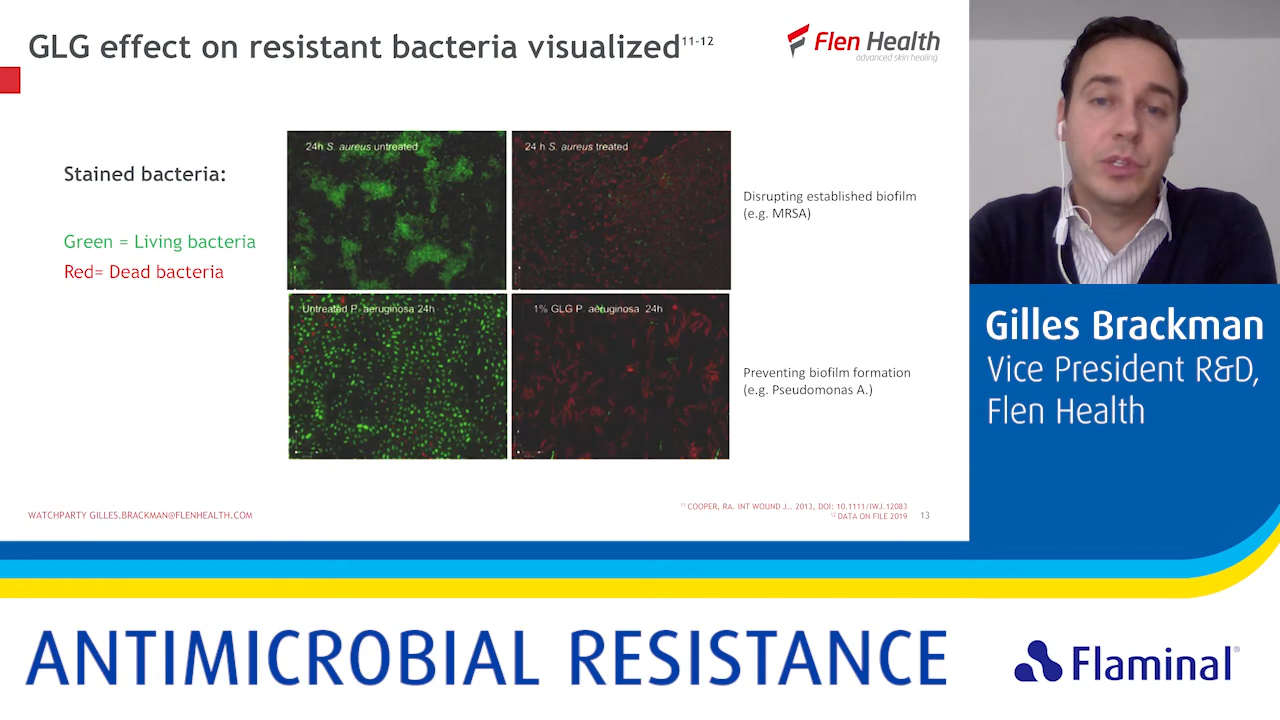 GLG effect on resistant bacteria visualized11-12
Flen Health
advanced skin healing
Stained bacteria:
Green = Living bacteria
Red= Dead bacteria
24h S. aureus untreated
24 h S. aureus treated
Untreated P. aeruginosa 24h
1% GLG P. aeruginosa 24h
Disrupting established biofilm
(e.g. MRSA)
Preventing biofilm formation
(e.g. Pseudomonas A.)
WATCHPARTY GILLES.BRACKMAN@FLENHEALTH.COM
11 COOPER, RA. INT WOUND J.. 2013, DOI: 10.1111/IWJ.12083
12 DATA ON FILE 2019
13
Gilles Brackman
Vice President R&D,
Flen Health
ANTIMICROBIAL RESISTANCE
Flaminal®